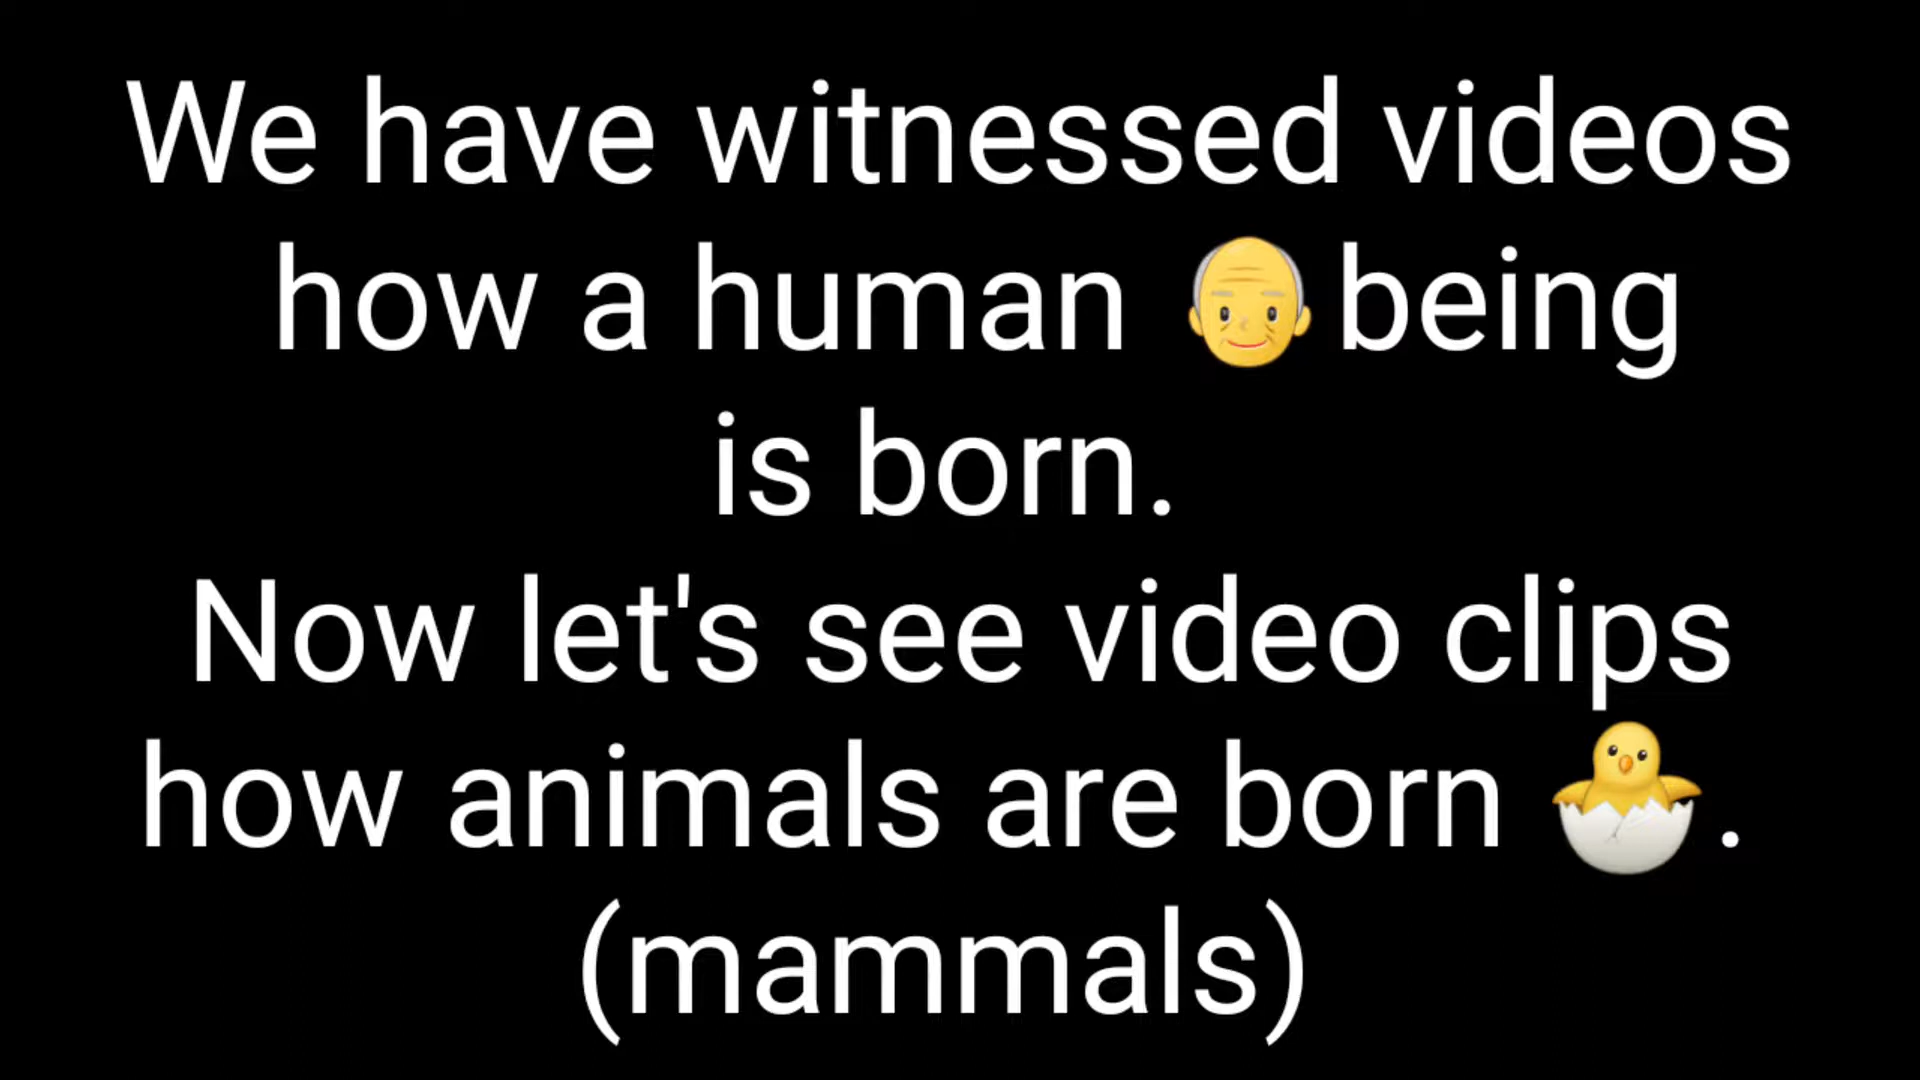 We have witnessed videos
how a human 👴 being
is born.
Now let's see video clips
how animals are born 🐣.
(mammals)